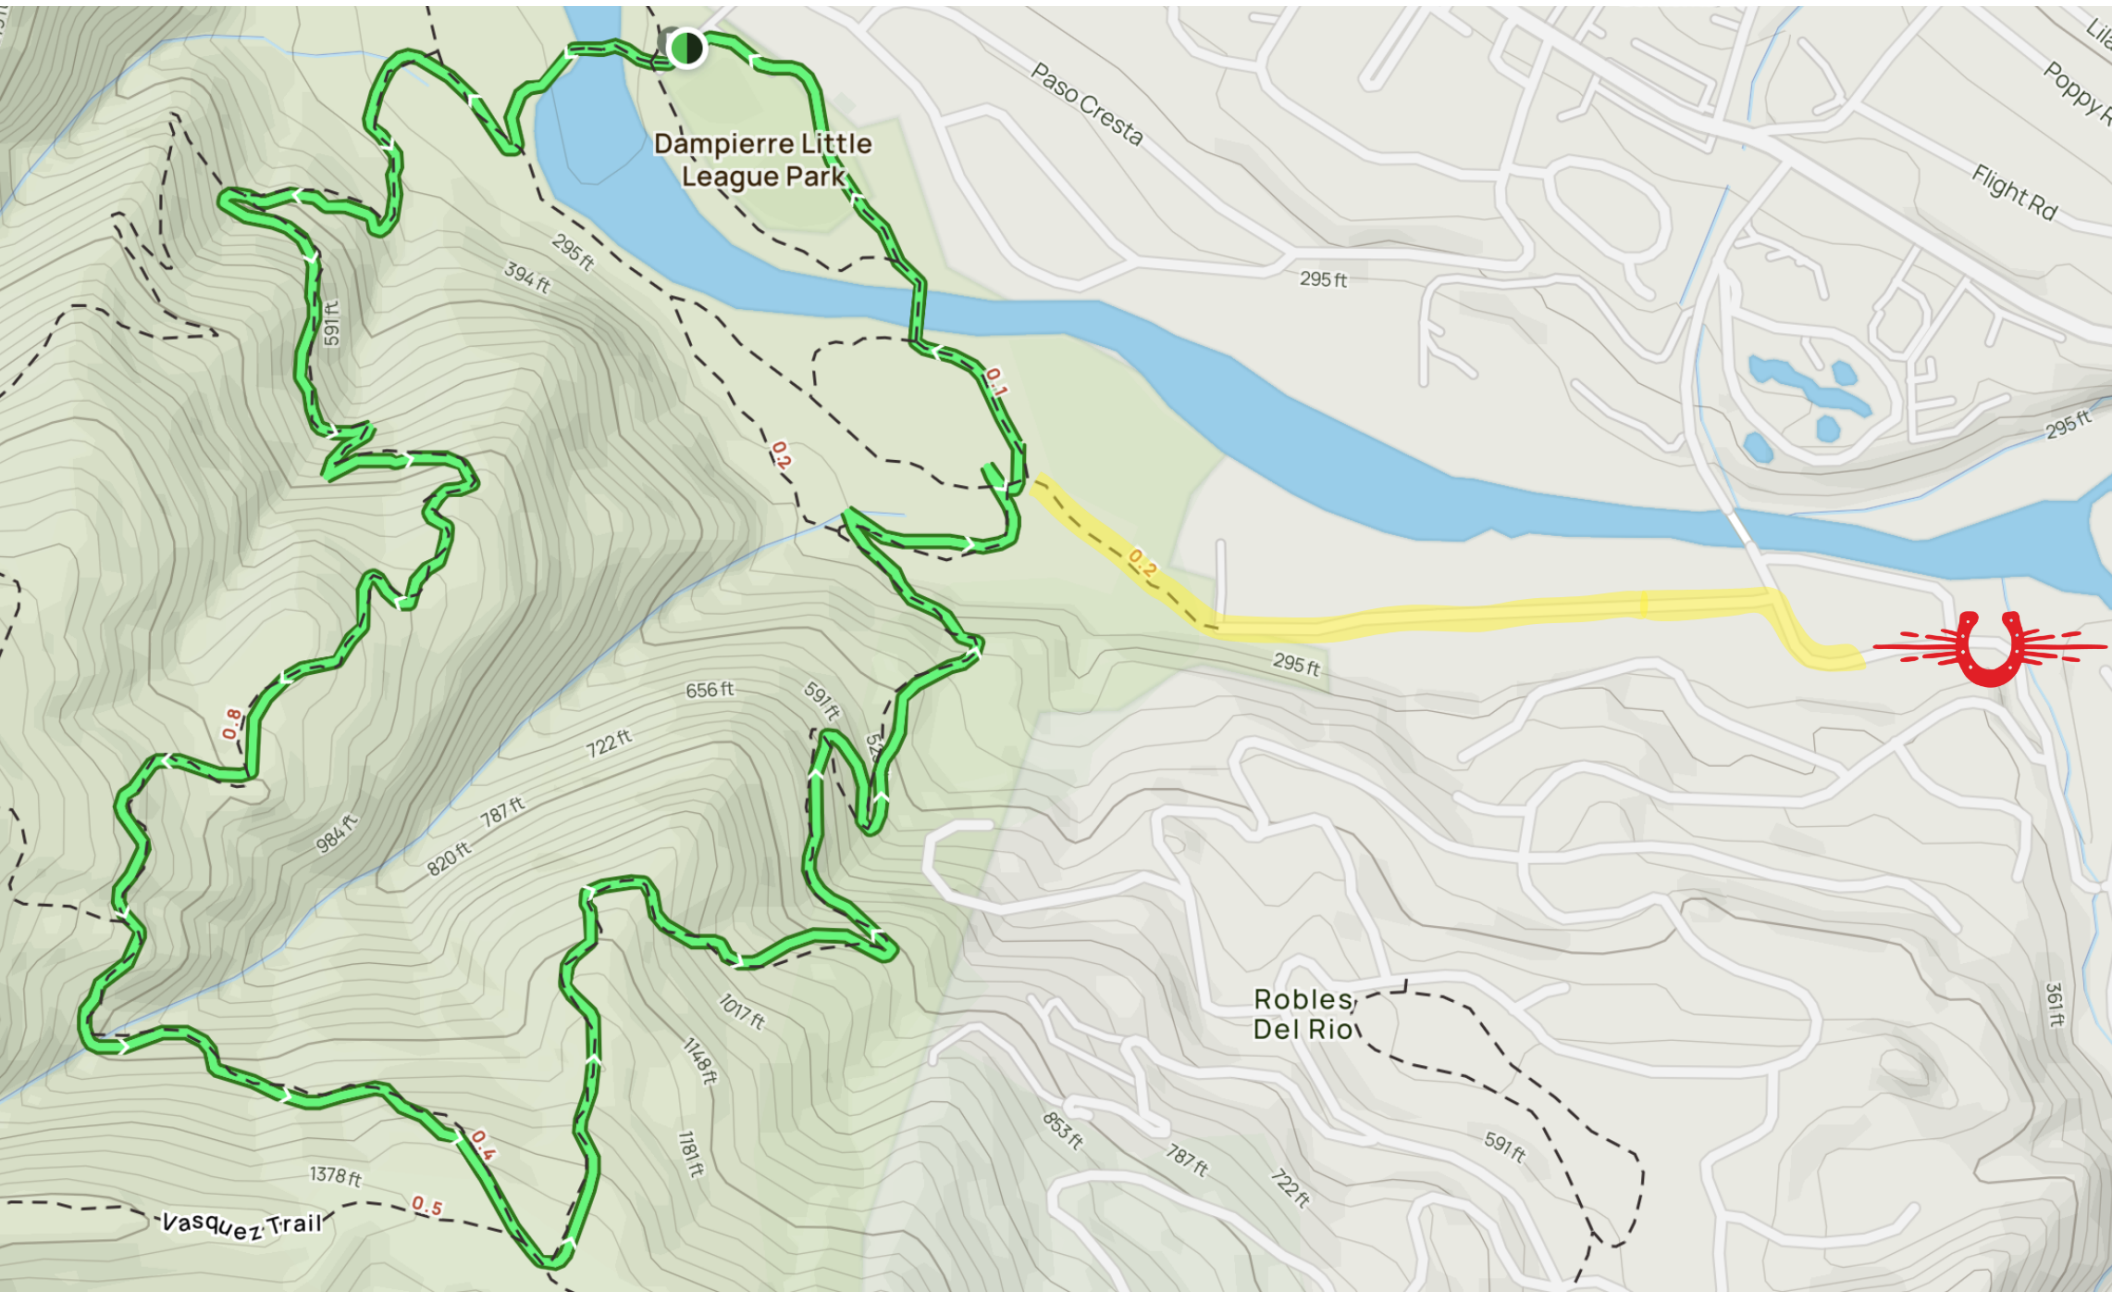 Lila
Poppy R
Paso Cresta
Dampierre Little
League Park
Flight Rd
295 ft
394 ft
295 ft
591 ft
0.1
295 ft
0.2
0.2
295 ft
656 ft
591 ft
722 ft
0.8
787 ft
984 ft
820 ft
Robles
Del Rio
1017 ft
361 ft
1148 ft
853 ft
0.4
1181 ft
787 ft
591 ft
1378 ft
722 ft
0.5
Vasquez Trail